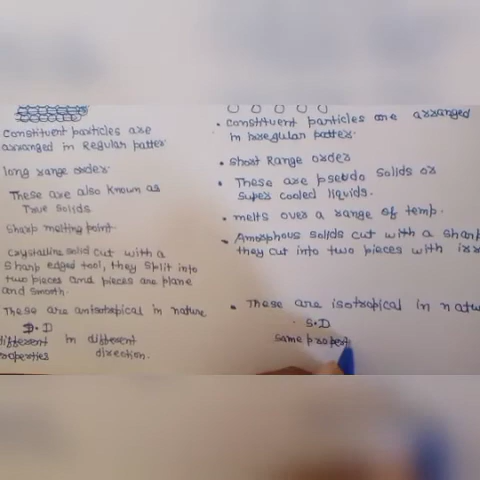 Constituent particles are
arranged in Regular patter
long range order
These are also known as
True solids
Sharp melting point
Crystalline solid cut with a
sharp edged tool, they split into
two pieces and pieces are plane
and smooth.
These are anisotropical in nature
D.D
different in different
roperties direction.
• Constituent particles are arranged
in irregular patter.
• Short Range order
• These are pseudo solids or
super cooled liquids.
• melts over a range of temp.
• Amorphous solids cut with a sharp
they cut into two pieces with irr
• These are isotropical in natu
S.D
same propert